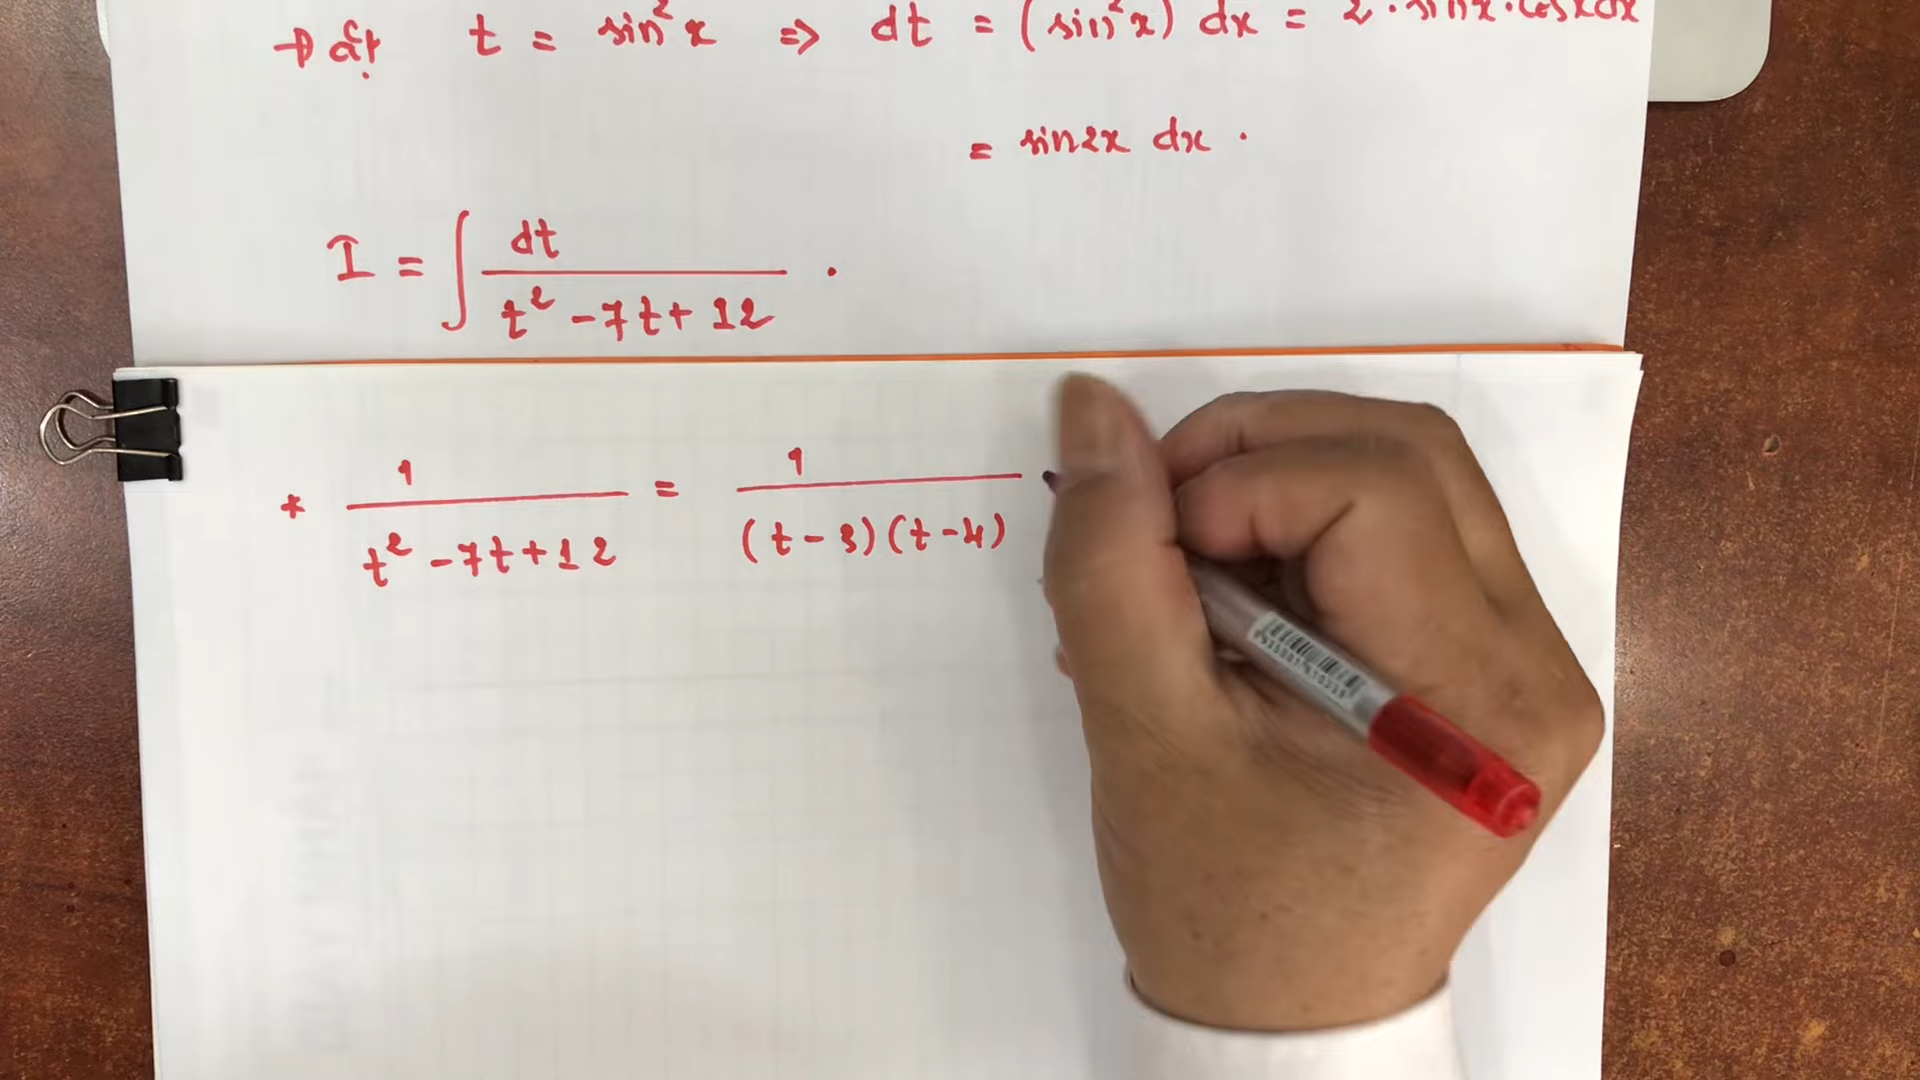 → Đặt t = sin²x ⇒ dt = (sin²x) dx = 2 . sinx . cosx dx
= sin2x dx .
I = ∫ dt / (t² - 7t + 12) .
* 1 / (t² - 7t + 12) = 1 / ((t - 3)(t - 4))